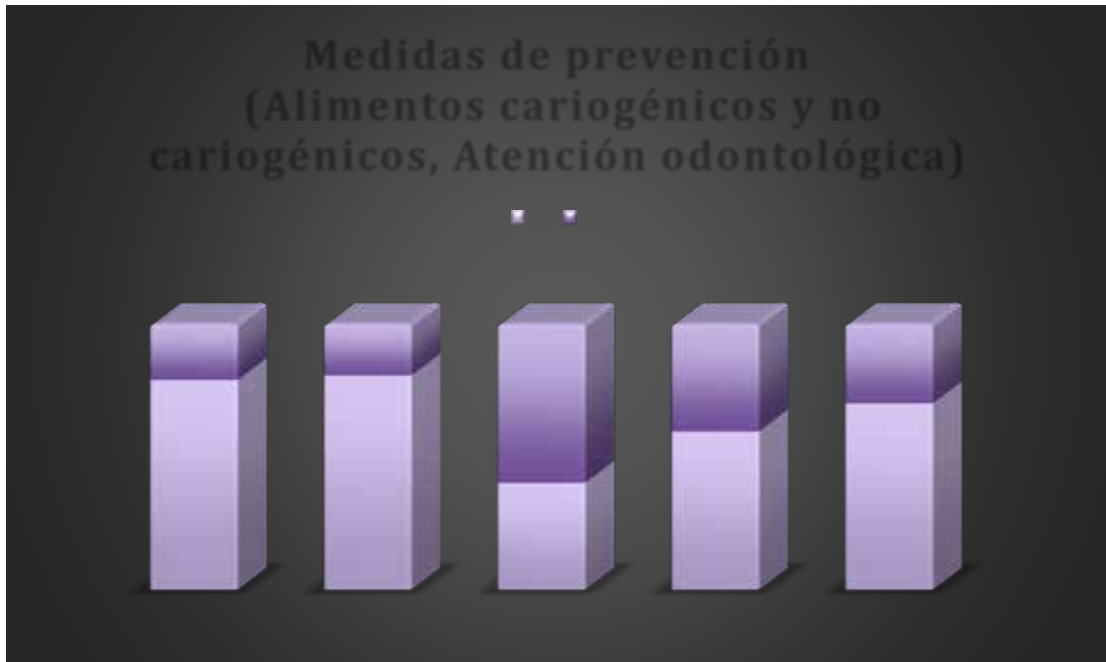 Medidas de prevención
(Alimentos cariogénicos y no
cariogénicos, Atención odontológica)